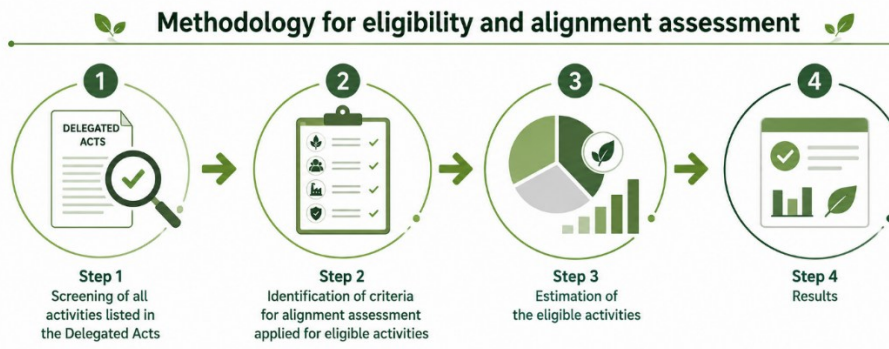 Methodology for eligibility and alignment assessment
1
2
3
4
DELEGATED
ACTS
Step 1
Screening of all
activities listed in
the Delegated Acts
Step 2
Identification of criteria
for alignment assessment
applied for eligible activities
Step 3
Estimation of
the eligible activities
Step 4
Results